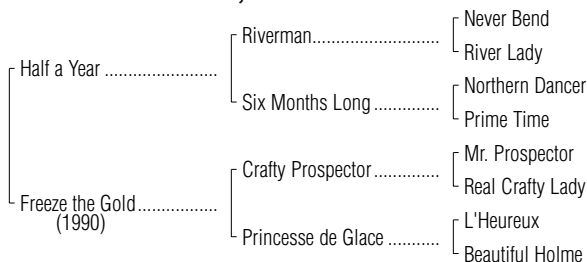 Never Bend
Riverman
River Lady
Half a Year
Northern Dancer
Six Months Long
Prime Time
Mr. Prospector
Crafty Prospector
Real Crafty Lady
Freeze the Gold
(1990)
L'Heureux
Princesse de Glace
Beautiful Holme